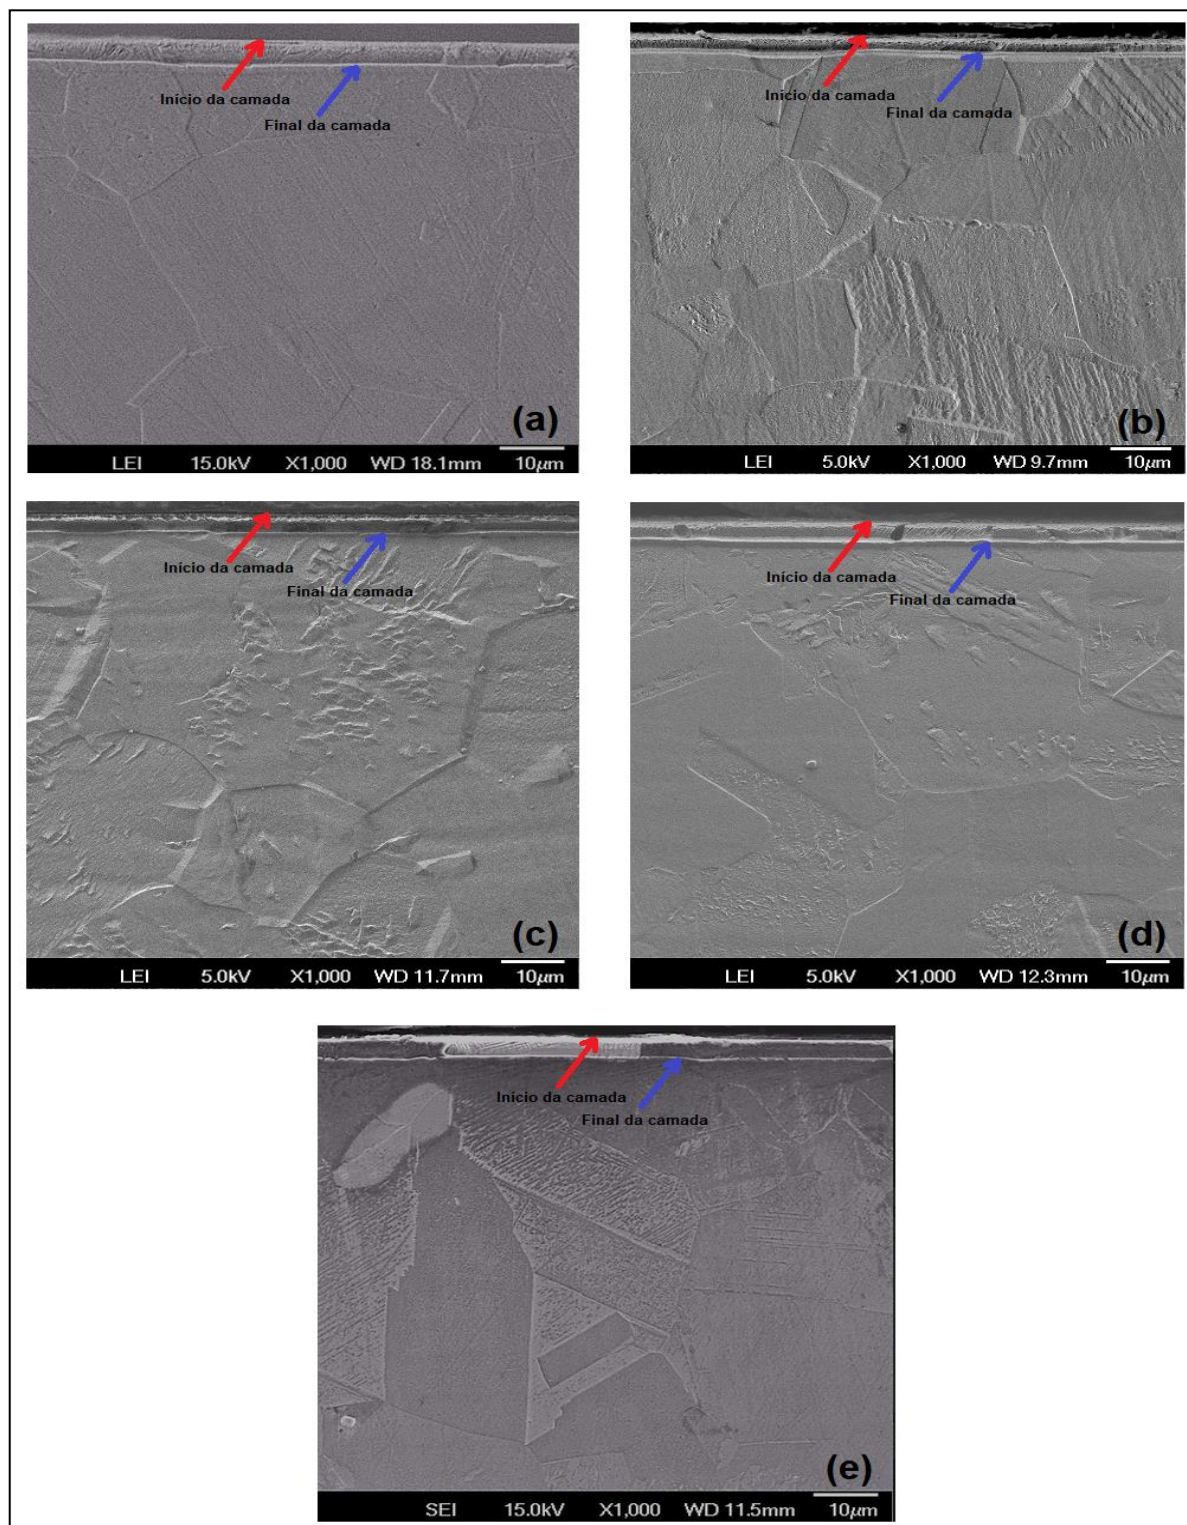 Início da camada
Final da camada
(a)
LEI 15.0kV X1,000 WD 18.1mm 10µm
Início da camada
Final da camada
(b)
LEI 5.0kV X1,000 WD 9.7mm 10µm
Início da camada
Final da camada
(c)
LEI 5.0kV X1,000 WD 11.7mm 10µm
Início da camada
Final da camada
(d)
LEI 5.0kV X1,000 WD 12.3mm 10µm
Início da camada
Final da camada
(e)
SEI 15.0kV X1,000 WD 11.5mm 10µm